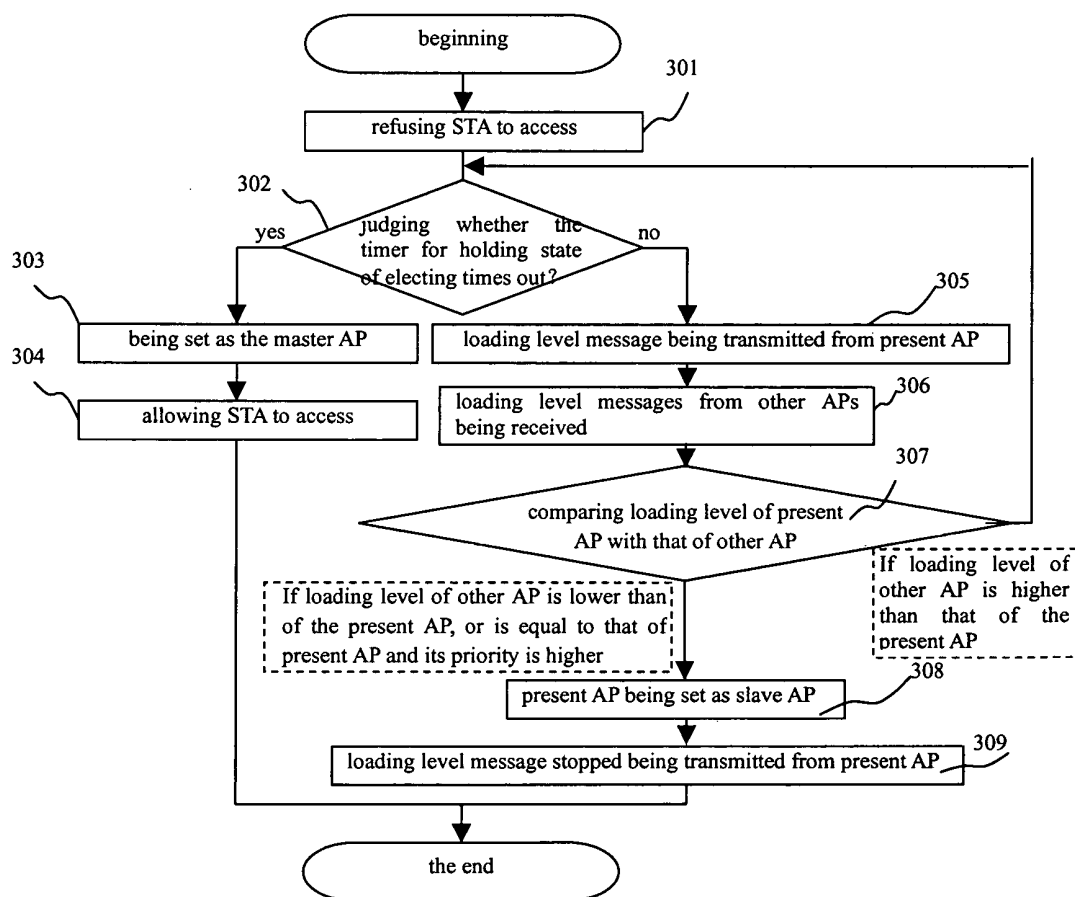 beginning
301
refusing STA to access
302
judging whether the
timer for holding state
of electing times out?
yes
no
303
305
being set as the master AP
loading level message being transmitted from present AP
304
306
allowing STA to access
loading level messages from other APs
being received
307
comparing loading level of present
AP with that of other AP
If loading level of
other AP is higher
than that of the
present AP
If loading level of other AP is lower than
of the present AP, or is equal to that of
present AP and its priority is higher
308
present AP being set as slave AP
309
loading level message stopped being transmitted from present AP
the end